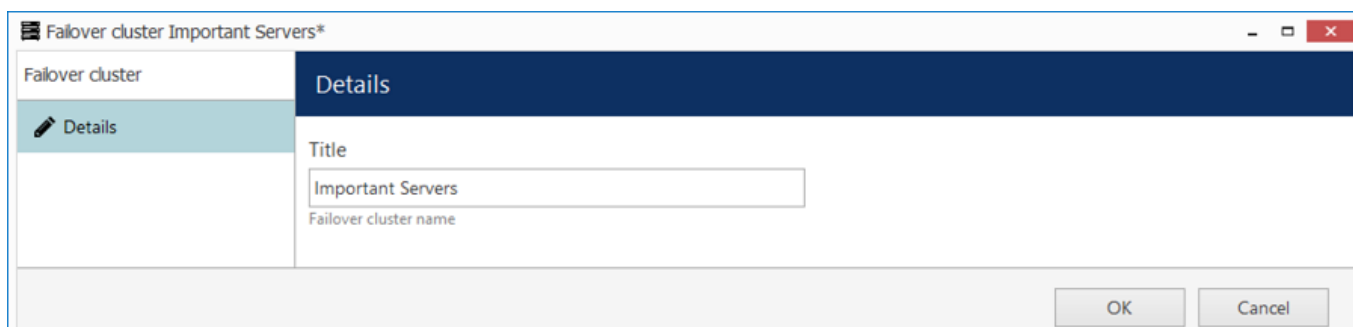 Failover cluster Important Servers*
Failover cluster
Details
Details
Title
Important Servers
Failover cluster name
OK
Cancel